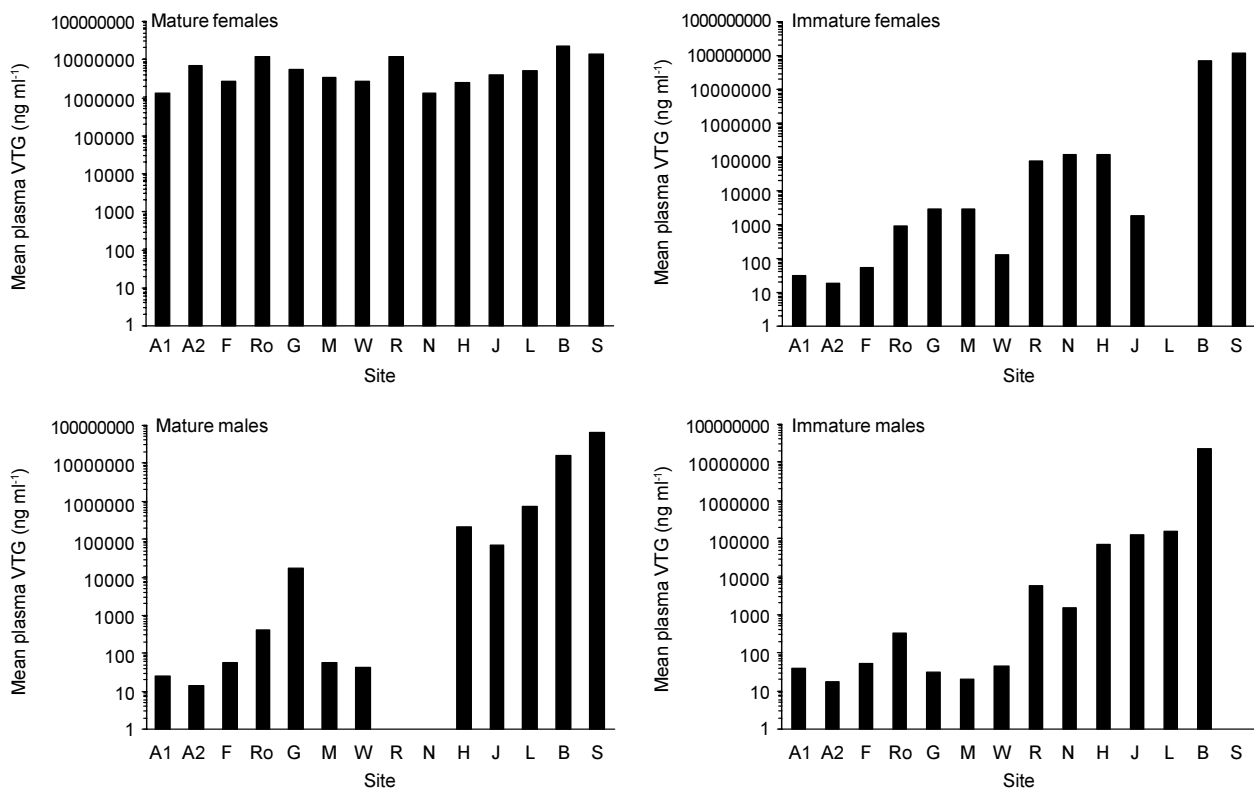 Mature females
Mean plasma VTG (ng ml⁻¹)
100000000
10000000
1000000
100000
10000
1000
100
10
1
A1 A2 F Ro G M W R N H J L B S
Site
Immature females
Mean plasma VTG (ng ml⁻¹)
1000000000
100000000
10000000
1000000
100000
10000
1000
100
10
1
A1 A2 F Ro G M W R N H J L B S
Site
Mature males
Mean plasma VTG (ng ml⁻¹)
100000000
10000000
1000000
100000
10000
1000
100
10
1
A1 A2 F Ro G M W R N H J L B S
Site
Immature males
Mean plasma VTG (ng ml⁻¹)
100000000
10000000
1000000
100000
10000
1000
100
10
1
A1 A2 F Ro G M W R N H J L B S
Site